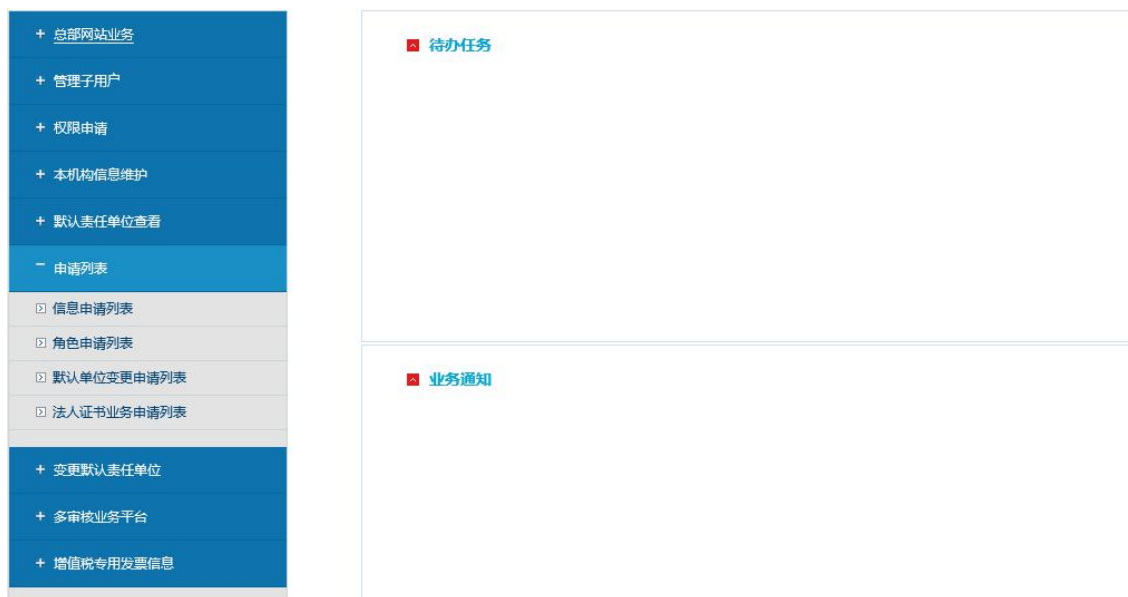 总部网站业务
管理子用户
权限申请
本机构信息维护
默认责任单位查看
申请列表
信息申请列表
角色申请列表
默认单位变更申请列表
法人证书业务申请列表
变更默认责任单位
多审核业务平台
增值税专用发票信息
待办任务
业务通知